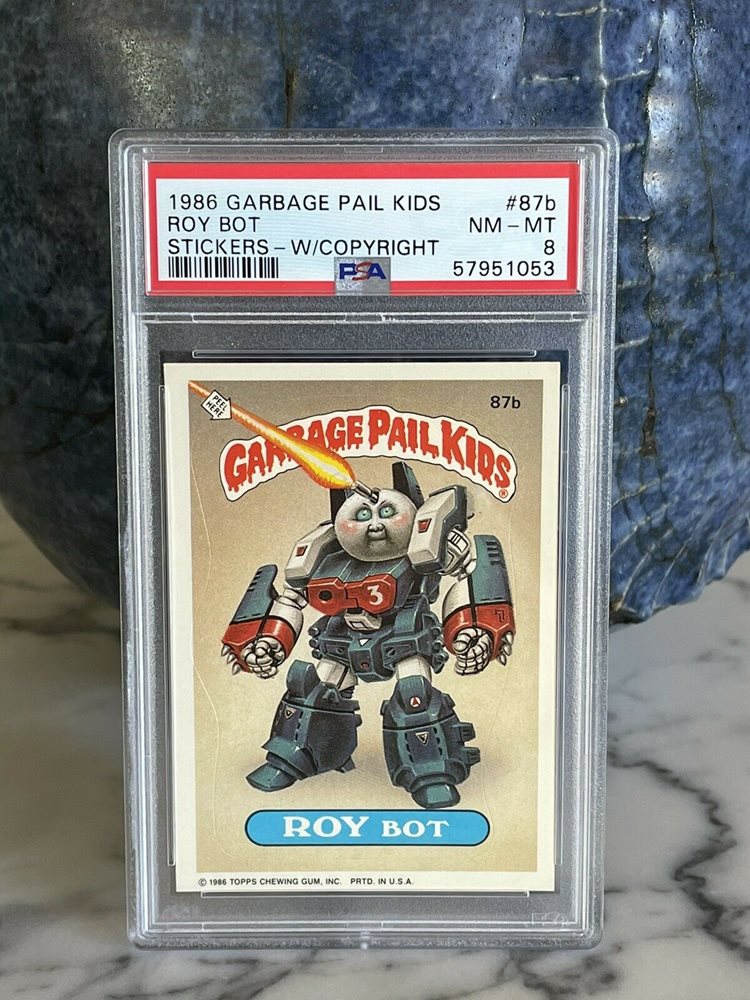 1986 GARBAGE PAIL KIDS #87b
ROY BOT NM - MT
STICKERS - W/COPYRIGHT 8
PSA 57951053
PEEL HERE
87b
GARBAGE PAIL KIDS®
3
ROY BOT
© 1986 TOPPS CHEWING GUM, INC. PRTD. IN U.S.A.
PSA